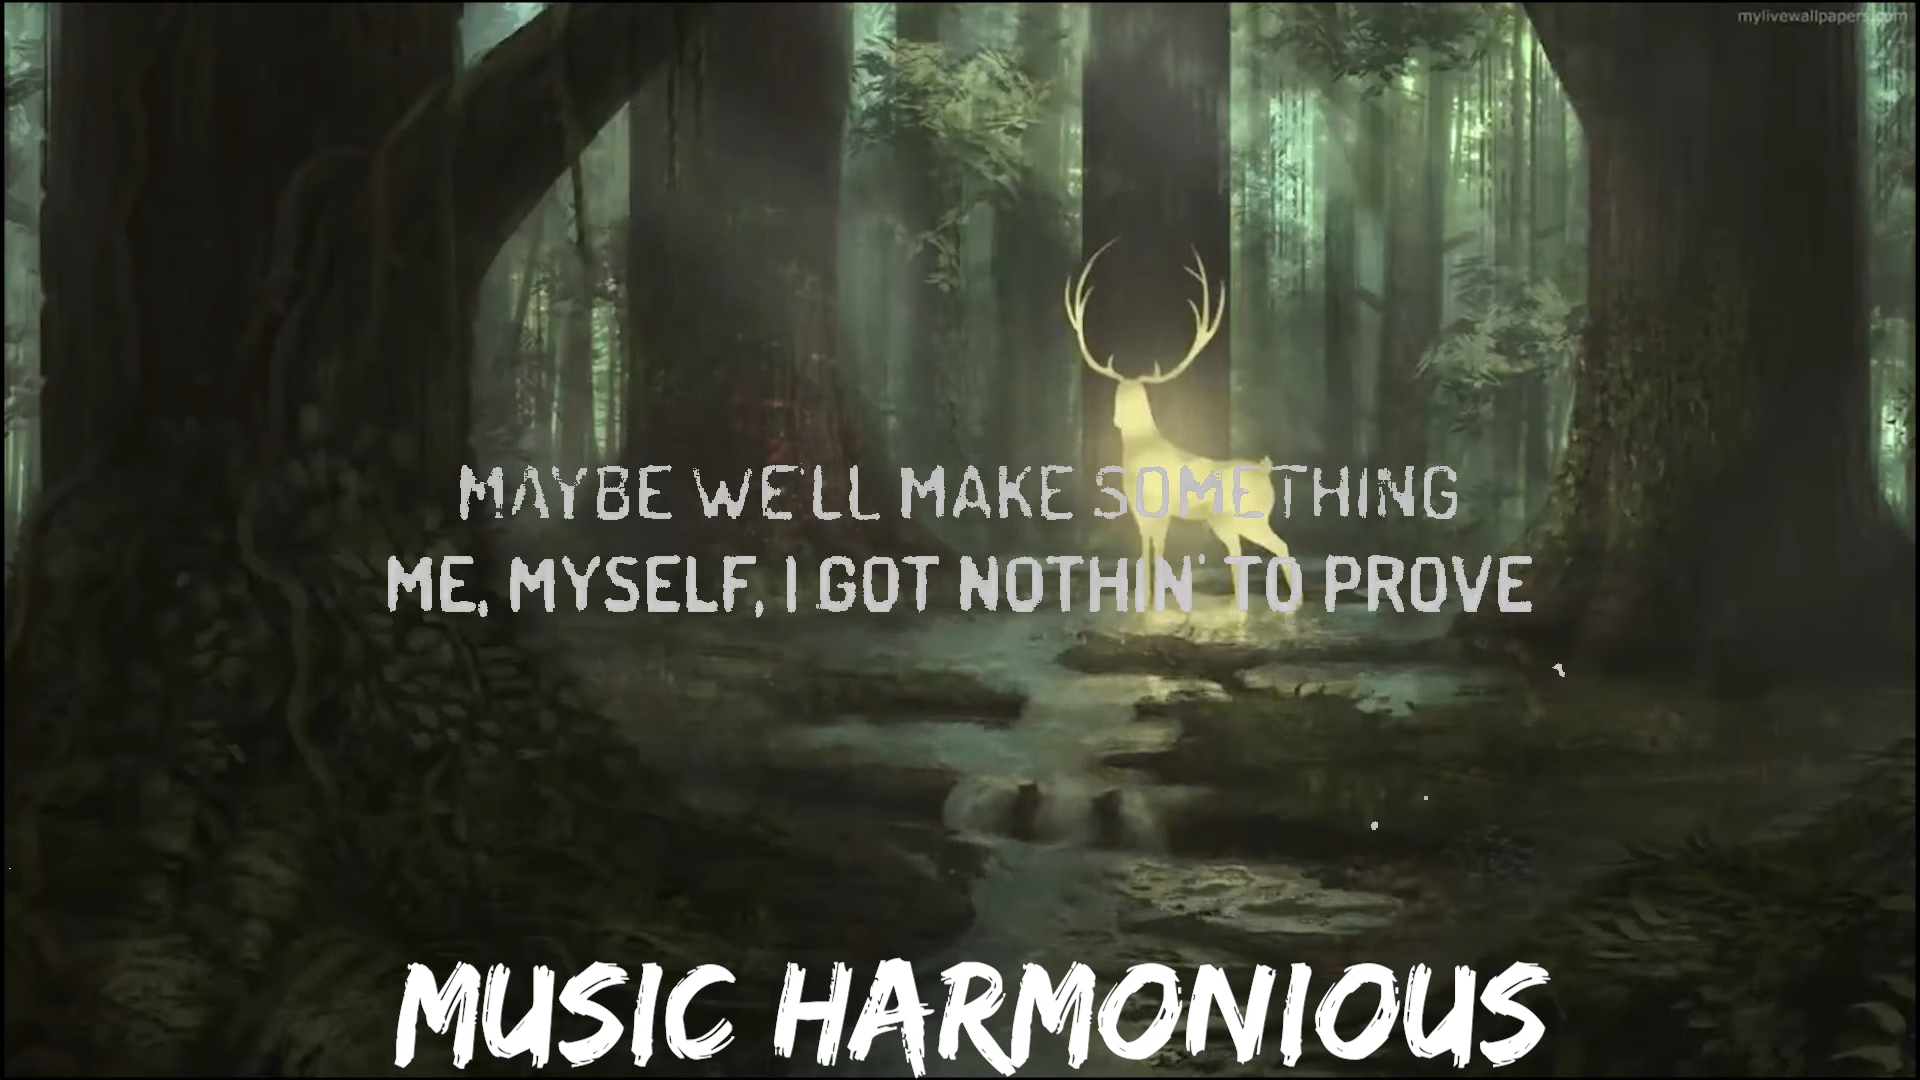 mylivewallpapers.com
MAYBE WE'LL MAKE SOMETHING
ME, MYSELF, I GOT NOTHIN' TO PROVE
MUSIC HARMONIOUS